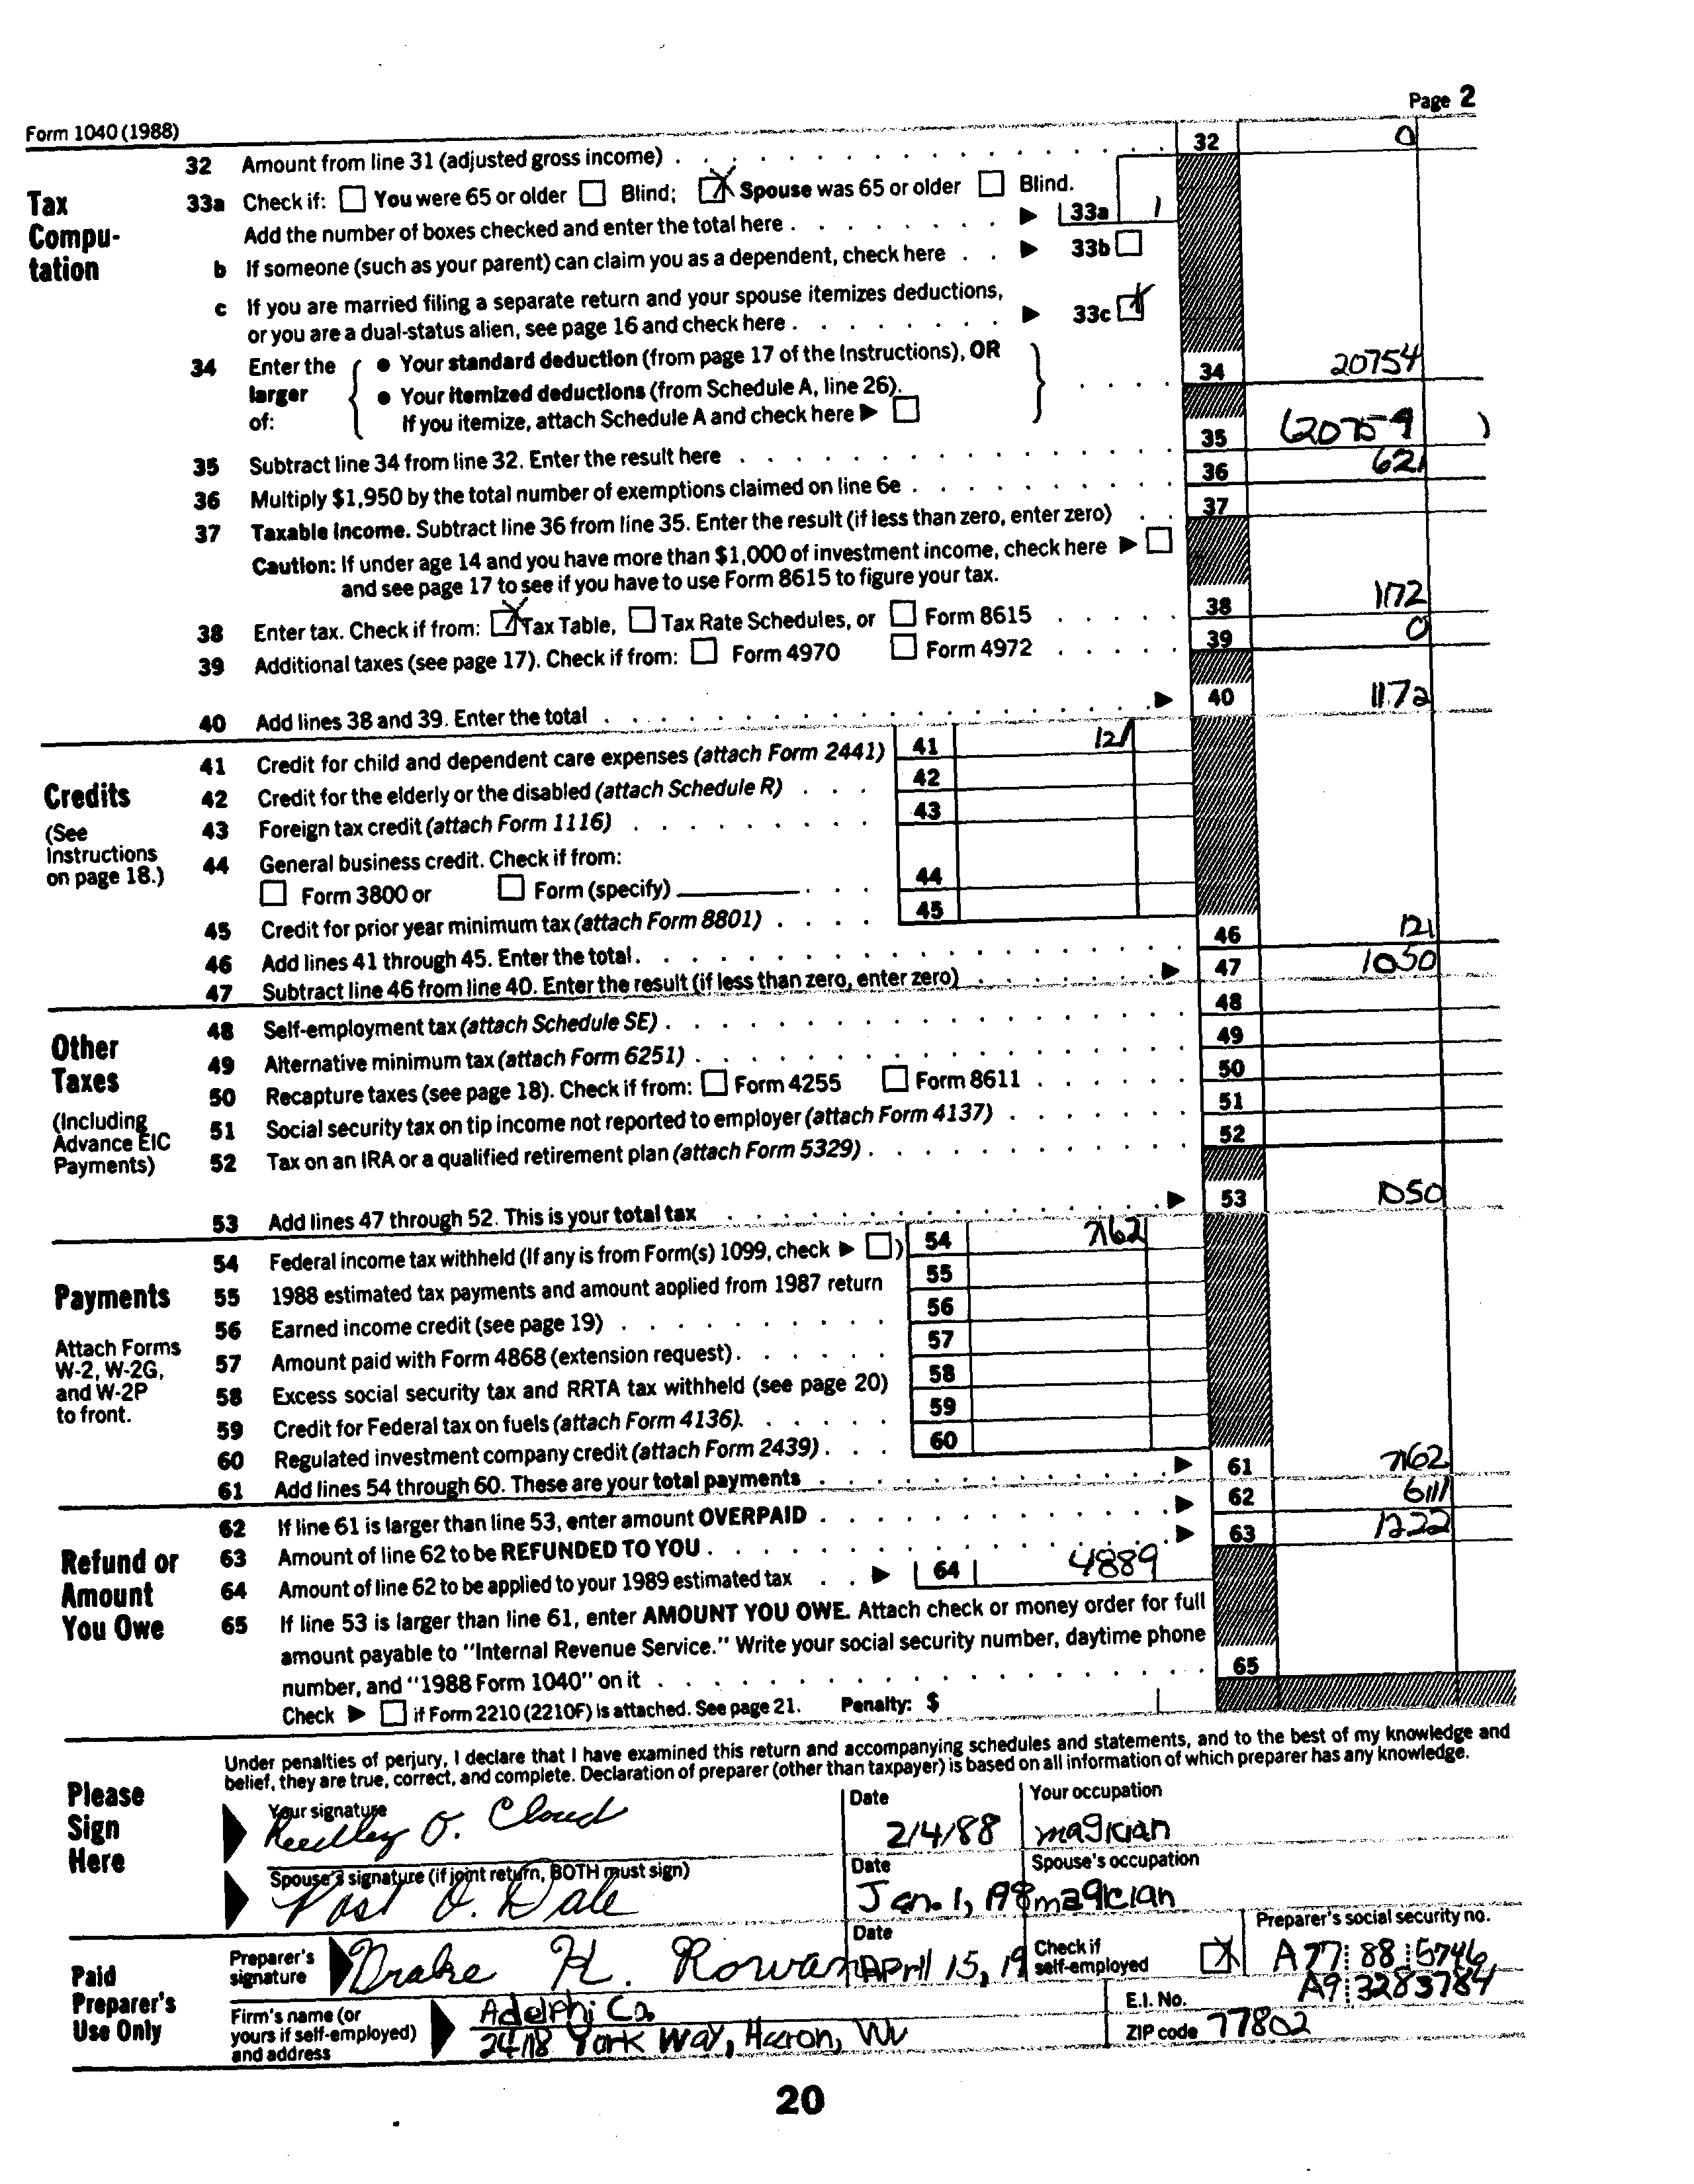 Page 2
Form 1040 (1988)
32 Amount from line 31 (adjusted gross income) 32 0
Tax Compu- tation
33a Check if: You were 65 or older Blind; X Spouse was 65 or older Blind.
Add the number of boxes checked and enter the total here 33a 1
b If someone (such as your parent) can claim you as a dependent, check here 33b
c If you are married filing a separate return and your spouse itemizes deductions,
or you are a dual-status alien, see page 16 and check here 33c X
34 Enter the larger of:
● Your standard deduction (from page 17 of the Instructions), OR
● Your itemized deductions (from Schedule A, line 26).
If you itemize, attach Schedule A and check here
34 20754
35 Subtract line 34 from line 32. Enter the result here 35
36 Multiply $1,950 by the total number of exemptions claimed on line 6e 36 621
37 Taxable income. Subtract line 36 from line 35. Enter the result (if less than zero, enter zero) 37
Caution: If under age 14 and you have more than $1,000 of investment income, check here
and see page 17 to see if you have to use Form 8615 to figure your tax.
38 Enter tax. Check if from: X Tax Table, Tax Rate Schedules, or Form 8615 38 1172
39 Additional taxes (see page 17). Check if from: Form 4970 Form 4972 39 0
40 Add lines 38 and 39. Enter the total 40 1172
Credits
(See Instructions on page 18.)
41 Credit for child and dependent care expenses (attach Form 2441) 41 121
42 Credit for the elderly or the disabled (attach Schedule R) 42
43 Foreign tax credit (attach Form 1116) 43
44 General business credit. Check if from:
Form 3800 or Form (specify) 44
45 Credit for prior year minimum tax (attach Form 8801) 45
46 Add lines 41 through 45. Enter the total. 46 121
47 Subtract line 46 from line 40. Enter the result (if less than zero, enter zero) 47 1050
Other Taxes
(Including Advance EIC Payments)
48 Self-employment tax (attach Schedule SE) 48
49 Alternative minimum tax (attach Form 6251) 49
50 Recapture taxes (see page 18). Check if from: Form 4255 Form 8611 50
51 Social security tax on tip income not reported to employer (attach Form 4137) 51
52 Tax on an IRA or a qualified retirement plan (attach Form 5329) 52
53 Add lines 47 through 52. This is your total tax 53 1050
Payments
Attach Forms W-2, W-2G, and W-2P to front.
54 Federal income tax withheld (If any is from Form(s) 1099, check ) 54 7162
55 1988 estimated tax payments and amount applied from 1987 return 55
56 Earned income credit (see page 19) 56
57 Amount paid with Form 4868 (extension request) 57
58 Excess social security tax and RRTA tax withheld (see page 20) 58
59 Credit for Federal tax on fuels (attach Form 4136). 59
60 Regulated investment company credit (attach Form 2439) 60
61 Add lines 54 through 60. These are your total payments 61 7162
Refund or Amount You Owe
62 If line 61 is larger than line 53, enter amount OVERPAID 62 6111
63 Amount of line 62 to be REFUNDED TO YOU 63 1222
64 Amount of line 62 to be applied to your 1989 estimated tax 64 4889
65 If line 53 is larger than line 61, enter AMOUNT YOU OWE. Attach check or money order for full
amount payable to "Internal Revenue Service." Write your social security number, daytime phone
number, and "1988 Form 1040" on it 65
Check if Form 2210 (2210F) is attached. See page 21. Penalty: $
Please Sign Here
Under penalties of perjury, I declare that I have examined this return and accompanying schedules and statements, and to the best of my knowledge and
belief, they are true, correct, and complete. Declaration of preparer (other than taxpayer) is based on all information of which preparer has any knowledge.
Your signature Date Your occupation
O. Cloud 2/4/88 magician
Spouse's signature (if joint return, BOTH must sign) Date Spouse's occupation
O. Dale Jan. 1, 198 magician
Paid Preparer's Use Only
Preparer's signature Date Check if self-employed X Preparer's social security no.
Drake H. Rowan April 15, 19 A77 88 5746
Firm's name (or yours if self-employed) and address
Adelphi Co. E.I. No. A9 3283784
24718 York Way, Huron, WV ZIP code 77802
20